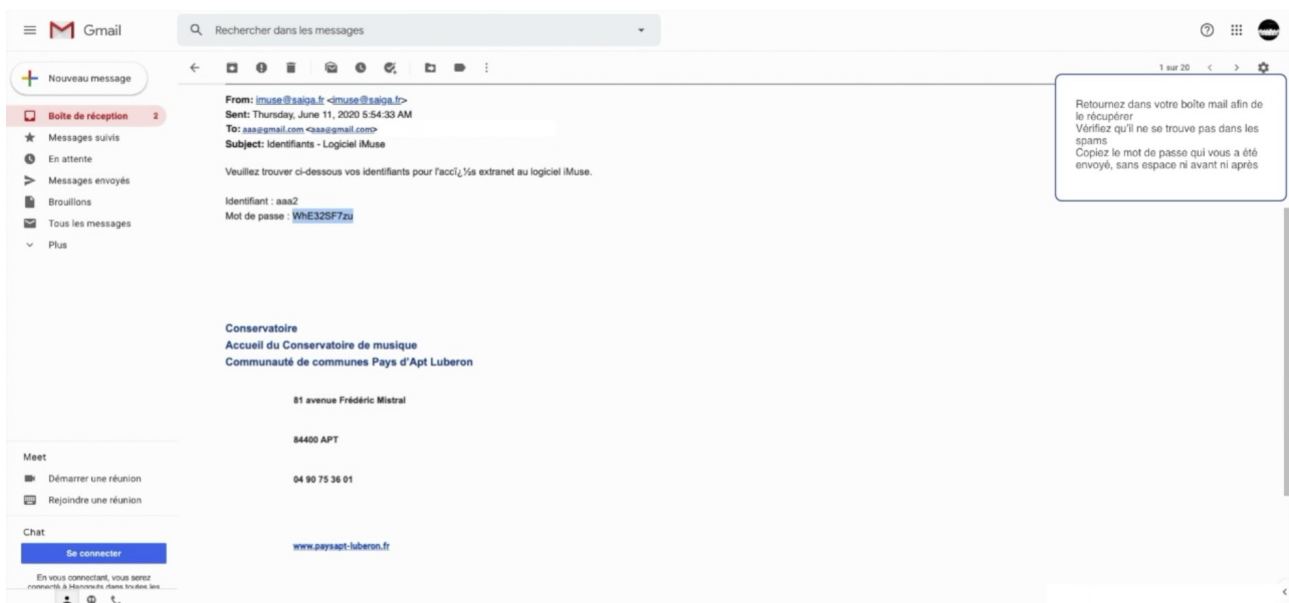 Gmail
Rechercher dans les messages
Nouveau message
1 sur 20
Boîte de réception 2
Messages suivis
En attente
Messages envoyés
Brouillons
Tous les messages
Plus
From: imuse@saiga.fr <imuse@saiga.fr>
Sent: Thursday, June 11, 2020 5:54:33 AM
To: aaa@gmail.com <aaa@gmail.com>
Subject: Identifiants - Logiciel iMuse
Veuillez trouver ci-dessous vos identifiants pour l'accï¿½s extranet au logiciel iMuse.
Identifiant : aaa2
Mot de passe : WhE32SF7zu
Retournez dans votre boîte mail afin de
le récupérer
Vérifiez qu'il ne se trouve pas dans les
spams
Copiez le mot de passe qui vous a été
envoyé, sans espace ni avant ni après
Conservatoire
Accueil du Conservatoire de musique
Communauté de communes Pays d'Apt Luberon
81 avenue Frédéric Mistral
84400 APT
04 90 75 36 01
www.paysapt-luberon.fr
Meet
Démarrer une réunion
Rejoindre une réunion
Chat
Se connecter
En vous connectant, vous serez
connecté à Hangouts dans toutes les